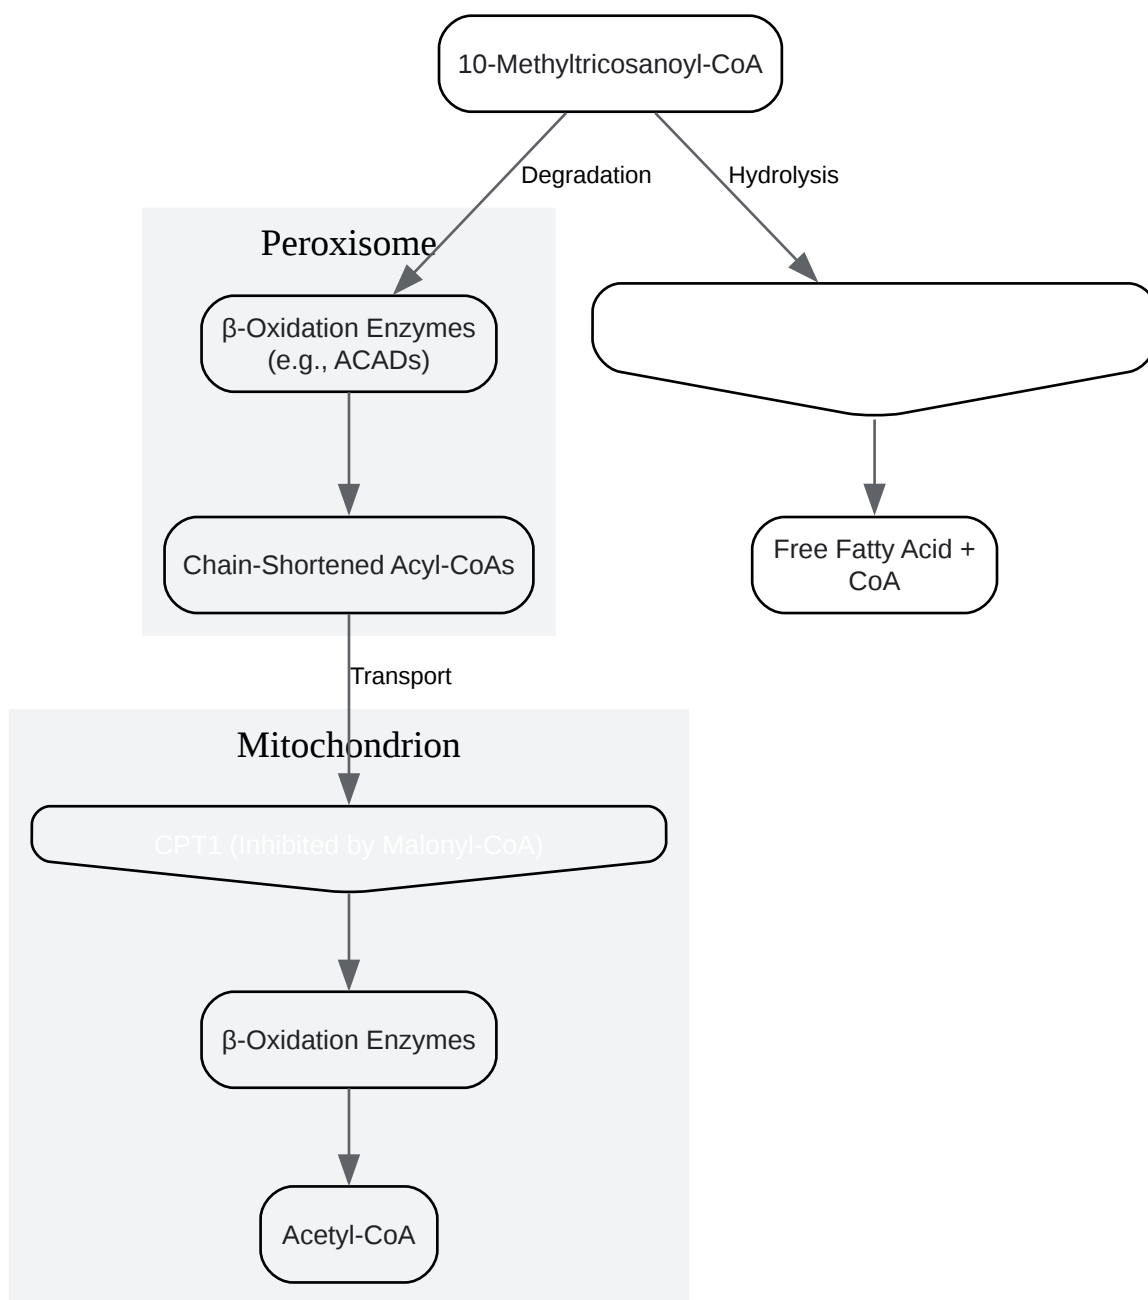 10-Methyltricosanoyl-CoA
Degradation
Hydrolysis
Peroxisome
β-Oxidation Enzymes
(e.g., ACADs)
Chain-Shortened Acyl-CoAs
Free Fatty Acid +
CoA
Transport
Mitochondrion
CPT1 (Inhibited by Malonyl-CoA)
β-Oxidation Enzymes
Acetyl-CoA